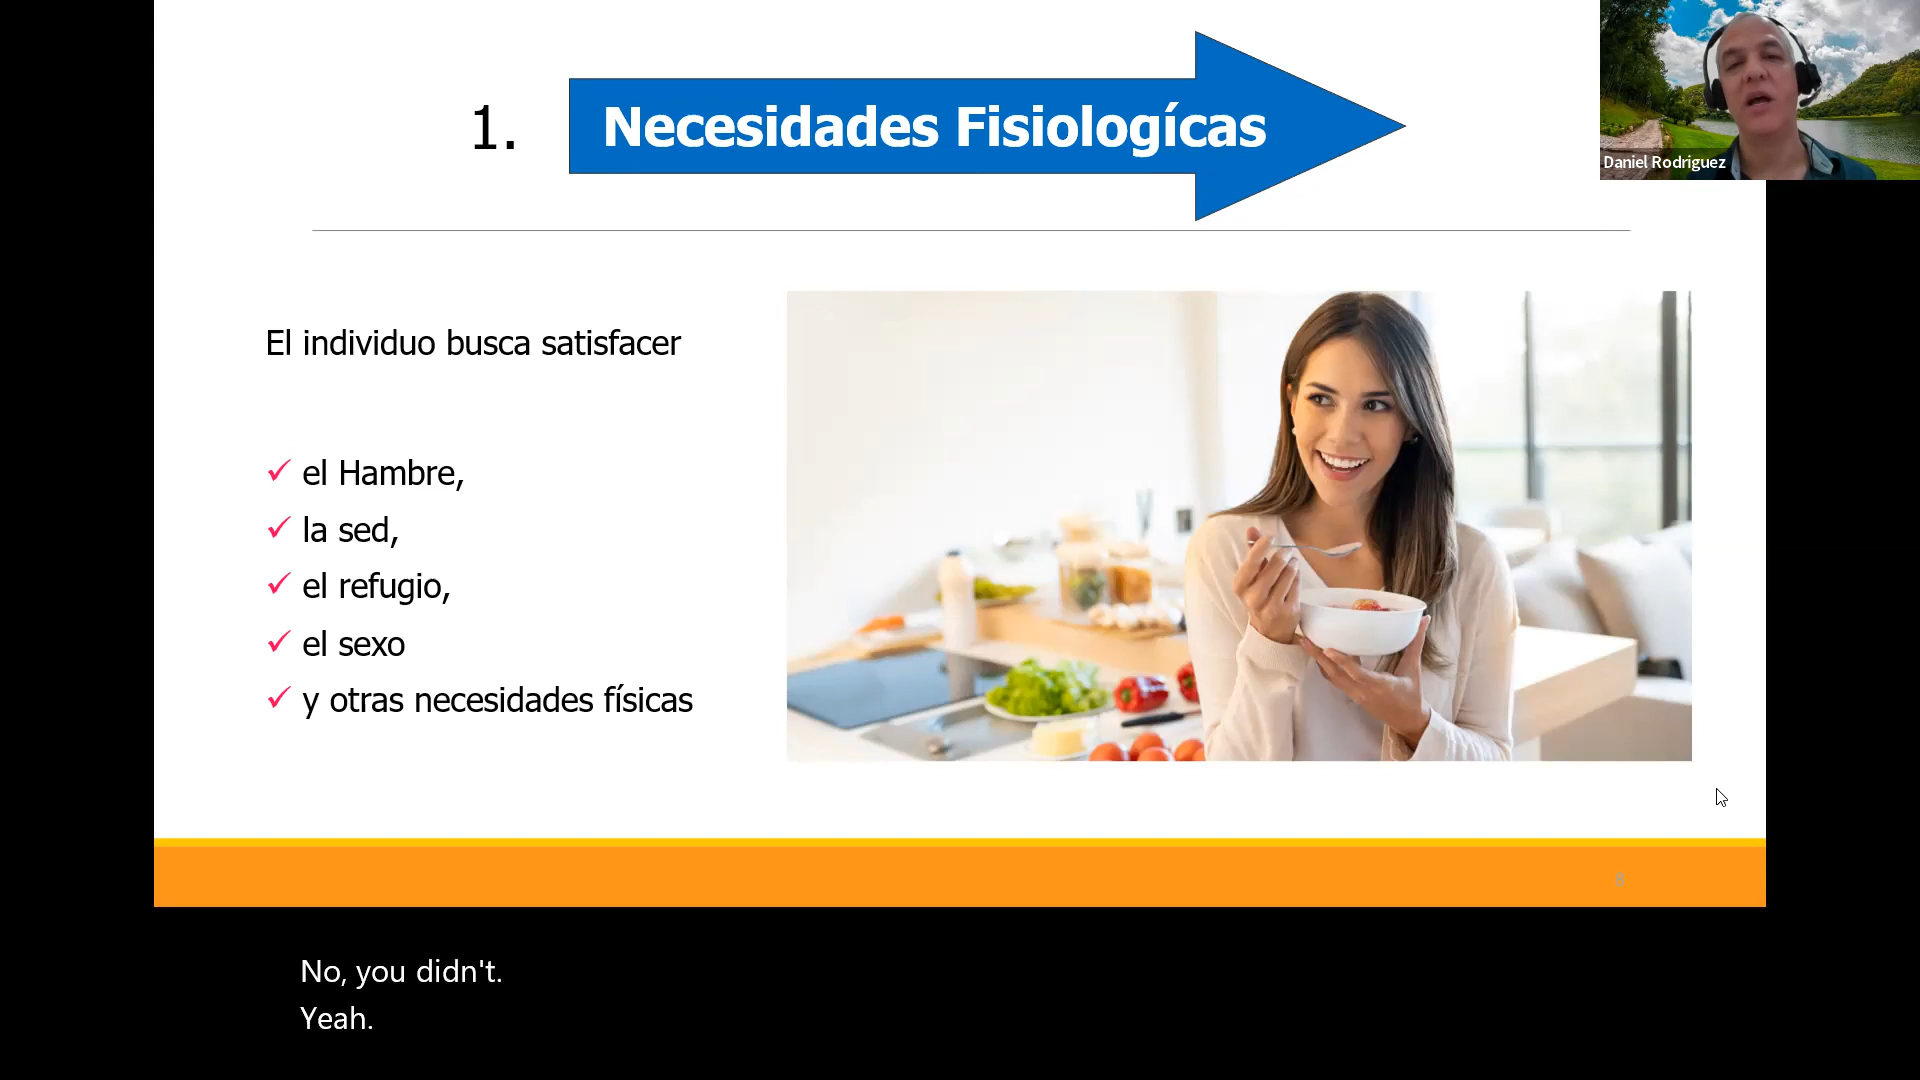 1.
Necesidades Fisiologícas
Daniel Rodriguez
El individuo busca satisfacer
✓ el Hambre,
✓ la sed,
✓ el refugio,
✓ el sexo
✓ y otras necesidades físicas
No, you didn't.
Yeah.